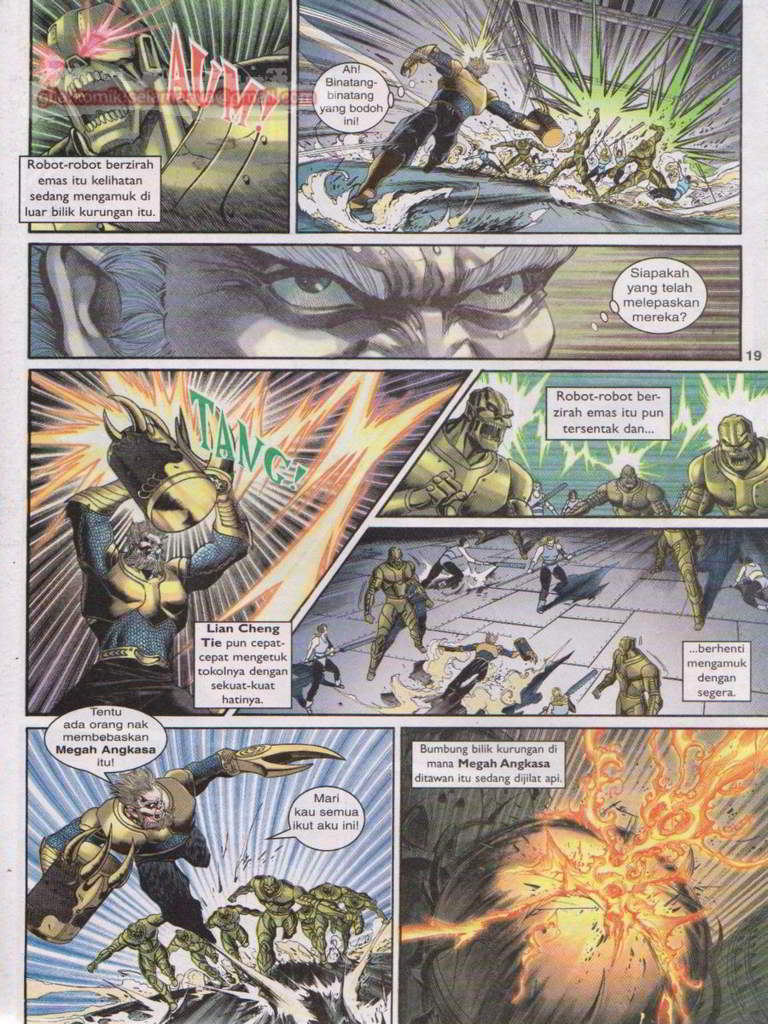 AUM!
Robot-robot berzirah
emas itu kelihatan
sedang mengamuk di
luar bilik kurungan itu.
Ah!
Binatang-
binatang
yang bodoh
ini!
Siapakah
yang telah
melepaskan
mereka?
19
TANG!
Lian Cheng
Tie pun cepat-
cepat mengetuk
tokolnya dengan
sekuat-kuat
hatinya.
Robot-robot ber-
zirah emas itu pun
tersentak dan...
...berhenti
mengamuk
dengan
segera.
Tentu
ada orang nak
membebaskan
Megah Angkasa
itu!
Mari
kau semua
ikut aku ini!
Bumbung bilik kurungan di
mana Megah Angkasa
ditawan itu sedang dijilat api.